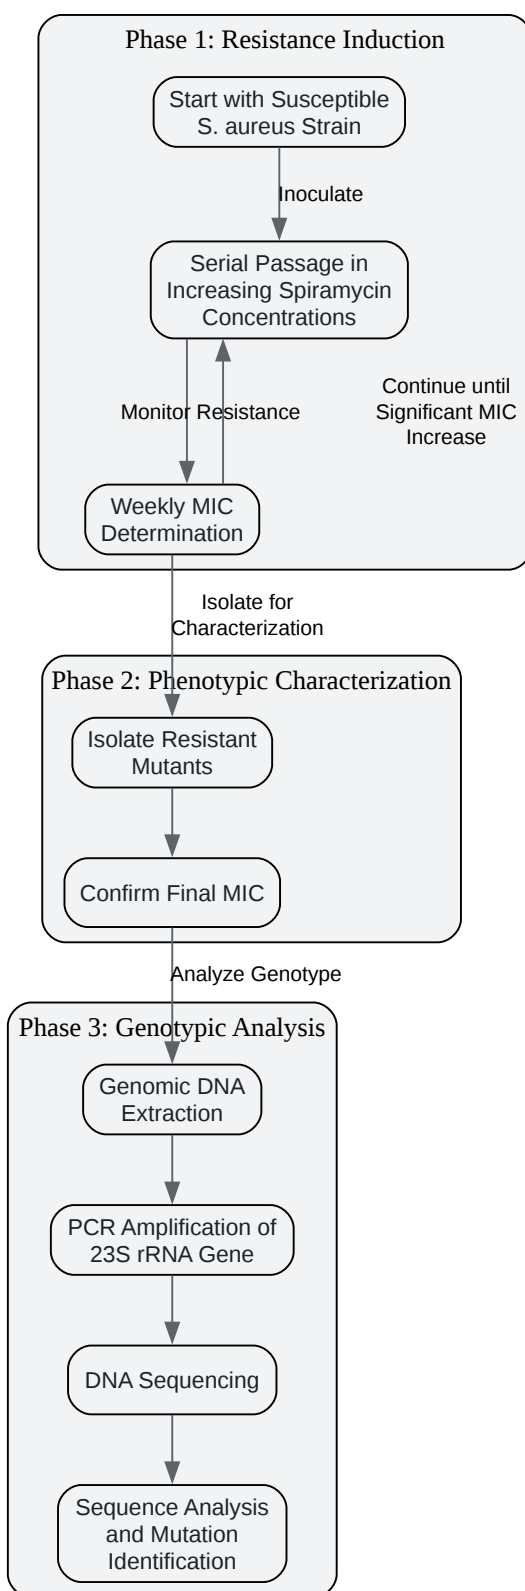 Phase 1: Resistance Induction
Start with Susceptible
S. aureus Strain
Inoculate
Serial Passage in
Increasing Spiramycin
Concentrations
Monitor Resistance
Continue until
Significant MIC
Increase
Weekly MIC
Determination
Isolate for
Characterization
Phase 2: Phenotypic Characterization
Isolate Resistant
Mutants
Confirm Final MIC
Analyze Genotype
Phase 3: Genotypic Analysis
Genomic DNA
Extraction
PCR Amplification of
23S rRNA Gene
DNA Sequencing
Sequence Analysis
and Mutation
Identification